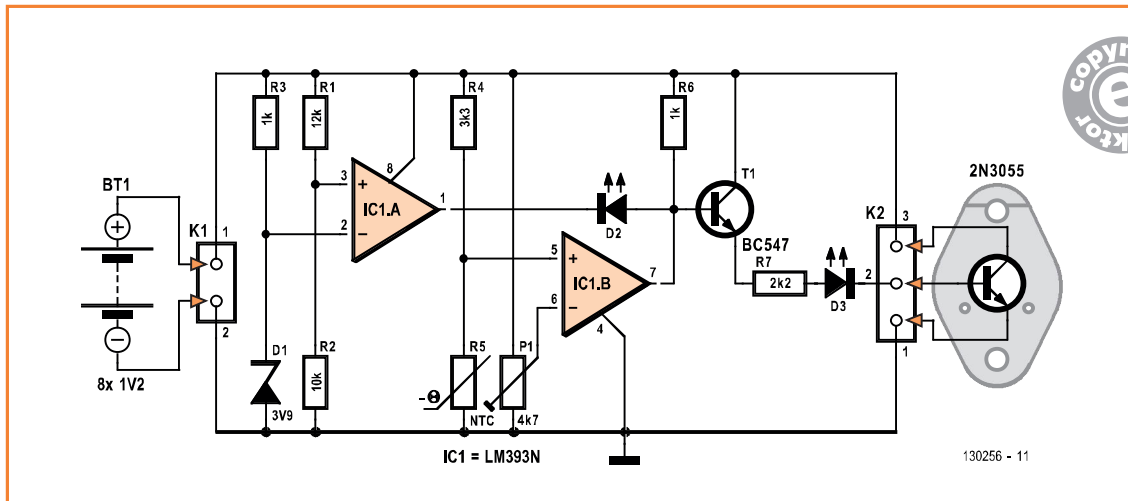 BT1
+
−
8x 1V2
K1
1
2
R3
1k
D1
3V9
R1
12k
R2
10k
3
+
2
−
8
IC1.A
1
R4
3k3
R5
-Θ
NTC
P1
4k7
5
+
6
−
IC1.B
7
4
D2
R6
1k
T1
BC547
R7
2k2
D3
K2
3
2
1
2N3055
IC1 = LM393N
130256 - 11
copyr
e
ktor